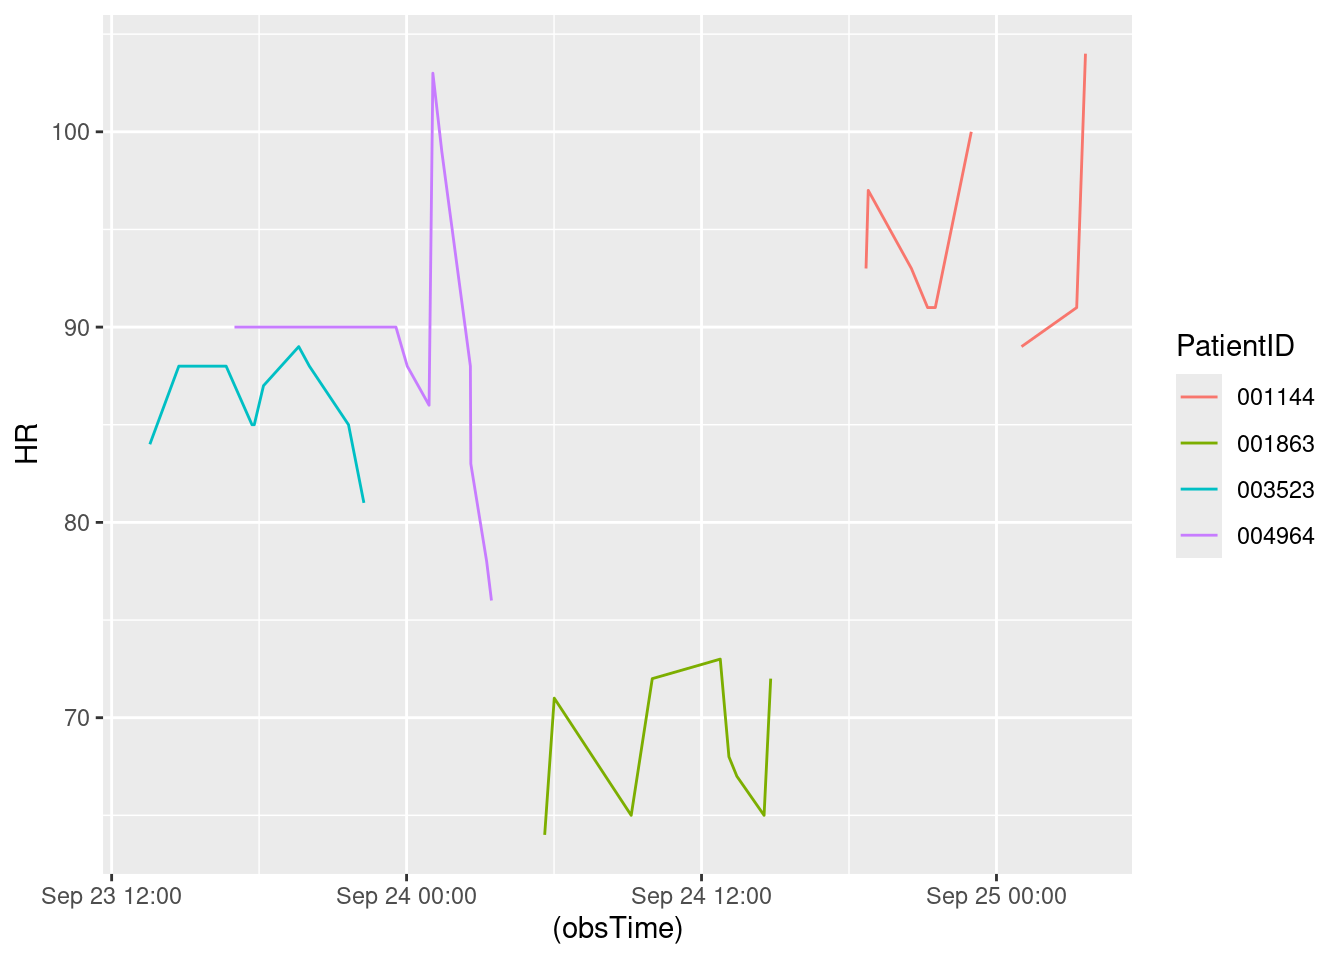 100
90
80
70
HR
Sep 23 12:00
Sep 24 00:00
Sep 24 12:00
Sep 25 00:00
(obsTime)
PatientID
001144
001863
003523
004964